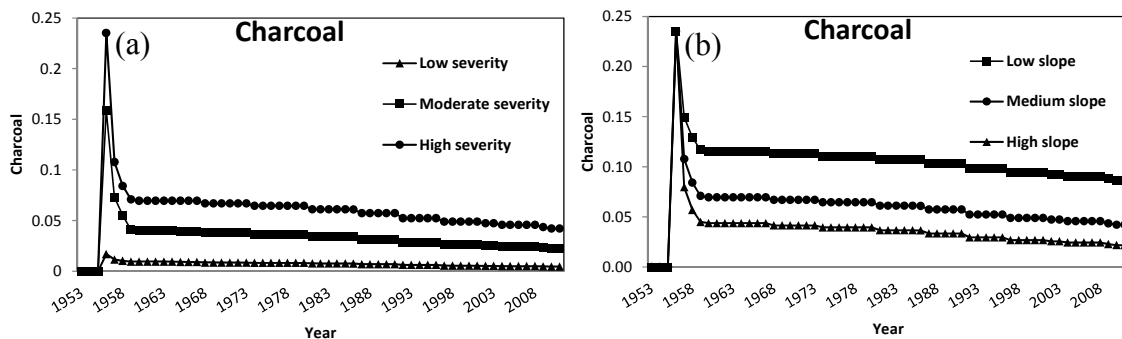 Charcoal
(a)
0.25
0.2
0.15
0.1
0.05
0
Charcoal
Low severity
Moderate severity
High severity
1953
1958
1963
1968
1973
1978
1983
1988
1993
1998
2003
2008
Year
Charcoal
(b)
0.25
0.20
0.15
0.10
0.05
0.00
Charcoal
Low slope
Medium slope
High slope
1953
1958
1963
1968
1973
1978
1983
1988
1993
1998
2003
2008
Year